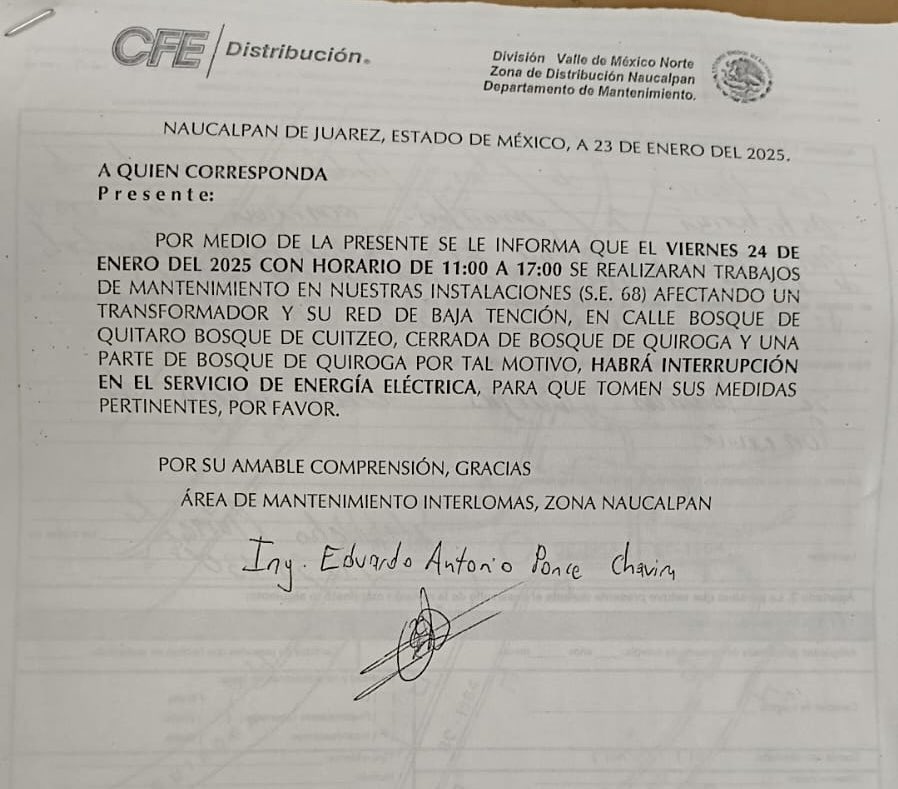 CFE Distribución.
División Valle de México Norte
Zona de Distribución Naucalpan
Departamento de Mantenimiento.
NAUCALPAN DE JUAREZ, ESTADO DE MÉXICO, A 23 DE ENERO DEL 2025.
A QUIEN CORRESPONDA
Presente:
POR MEDIO DE LA PRESENTE SE LE INFORMA QUE EL VIERNES 24 DE
ENERO DEL 2025 CON HORARIO DE 11:00 A 17:00 SE REALIZARAN TRABAJOS
DE MANTENIMIENTO EN NUESTRAS INSTALACIONES (S.E. 68) AFECTANDO UN
TRANSFORMADOR Y SU RED DE BAJA TENCIÓN, EN CALLE BOSQUE DE
QUITARO BOSQUE DE CUITZEO, CERRADA DE BOSQUE DE QUIROGA Y UNA
PARTE DE BOSQUE DE QUIROGA POR TAL MOTIVO, HABRÁ INTERRUPCIÓN
EN EL SERVICIO DE ENERGÍA ELÉCTRICA, PARA QUE TOMEN SUS MEDIDAS
PERTINENTES, POR FAVOR.
POR SU AMABLE COMPRENSIÓN, GRACIAS
ÁREA DE MANTENIMIENTO INTERLOMAS, ZONA NAUCALPAN
Ing. Eduardo Antonio Ponce